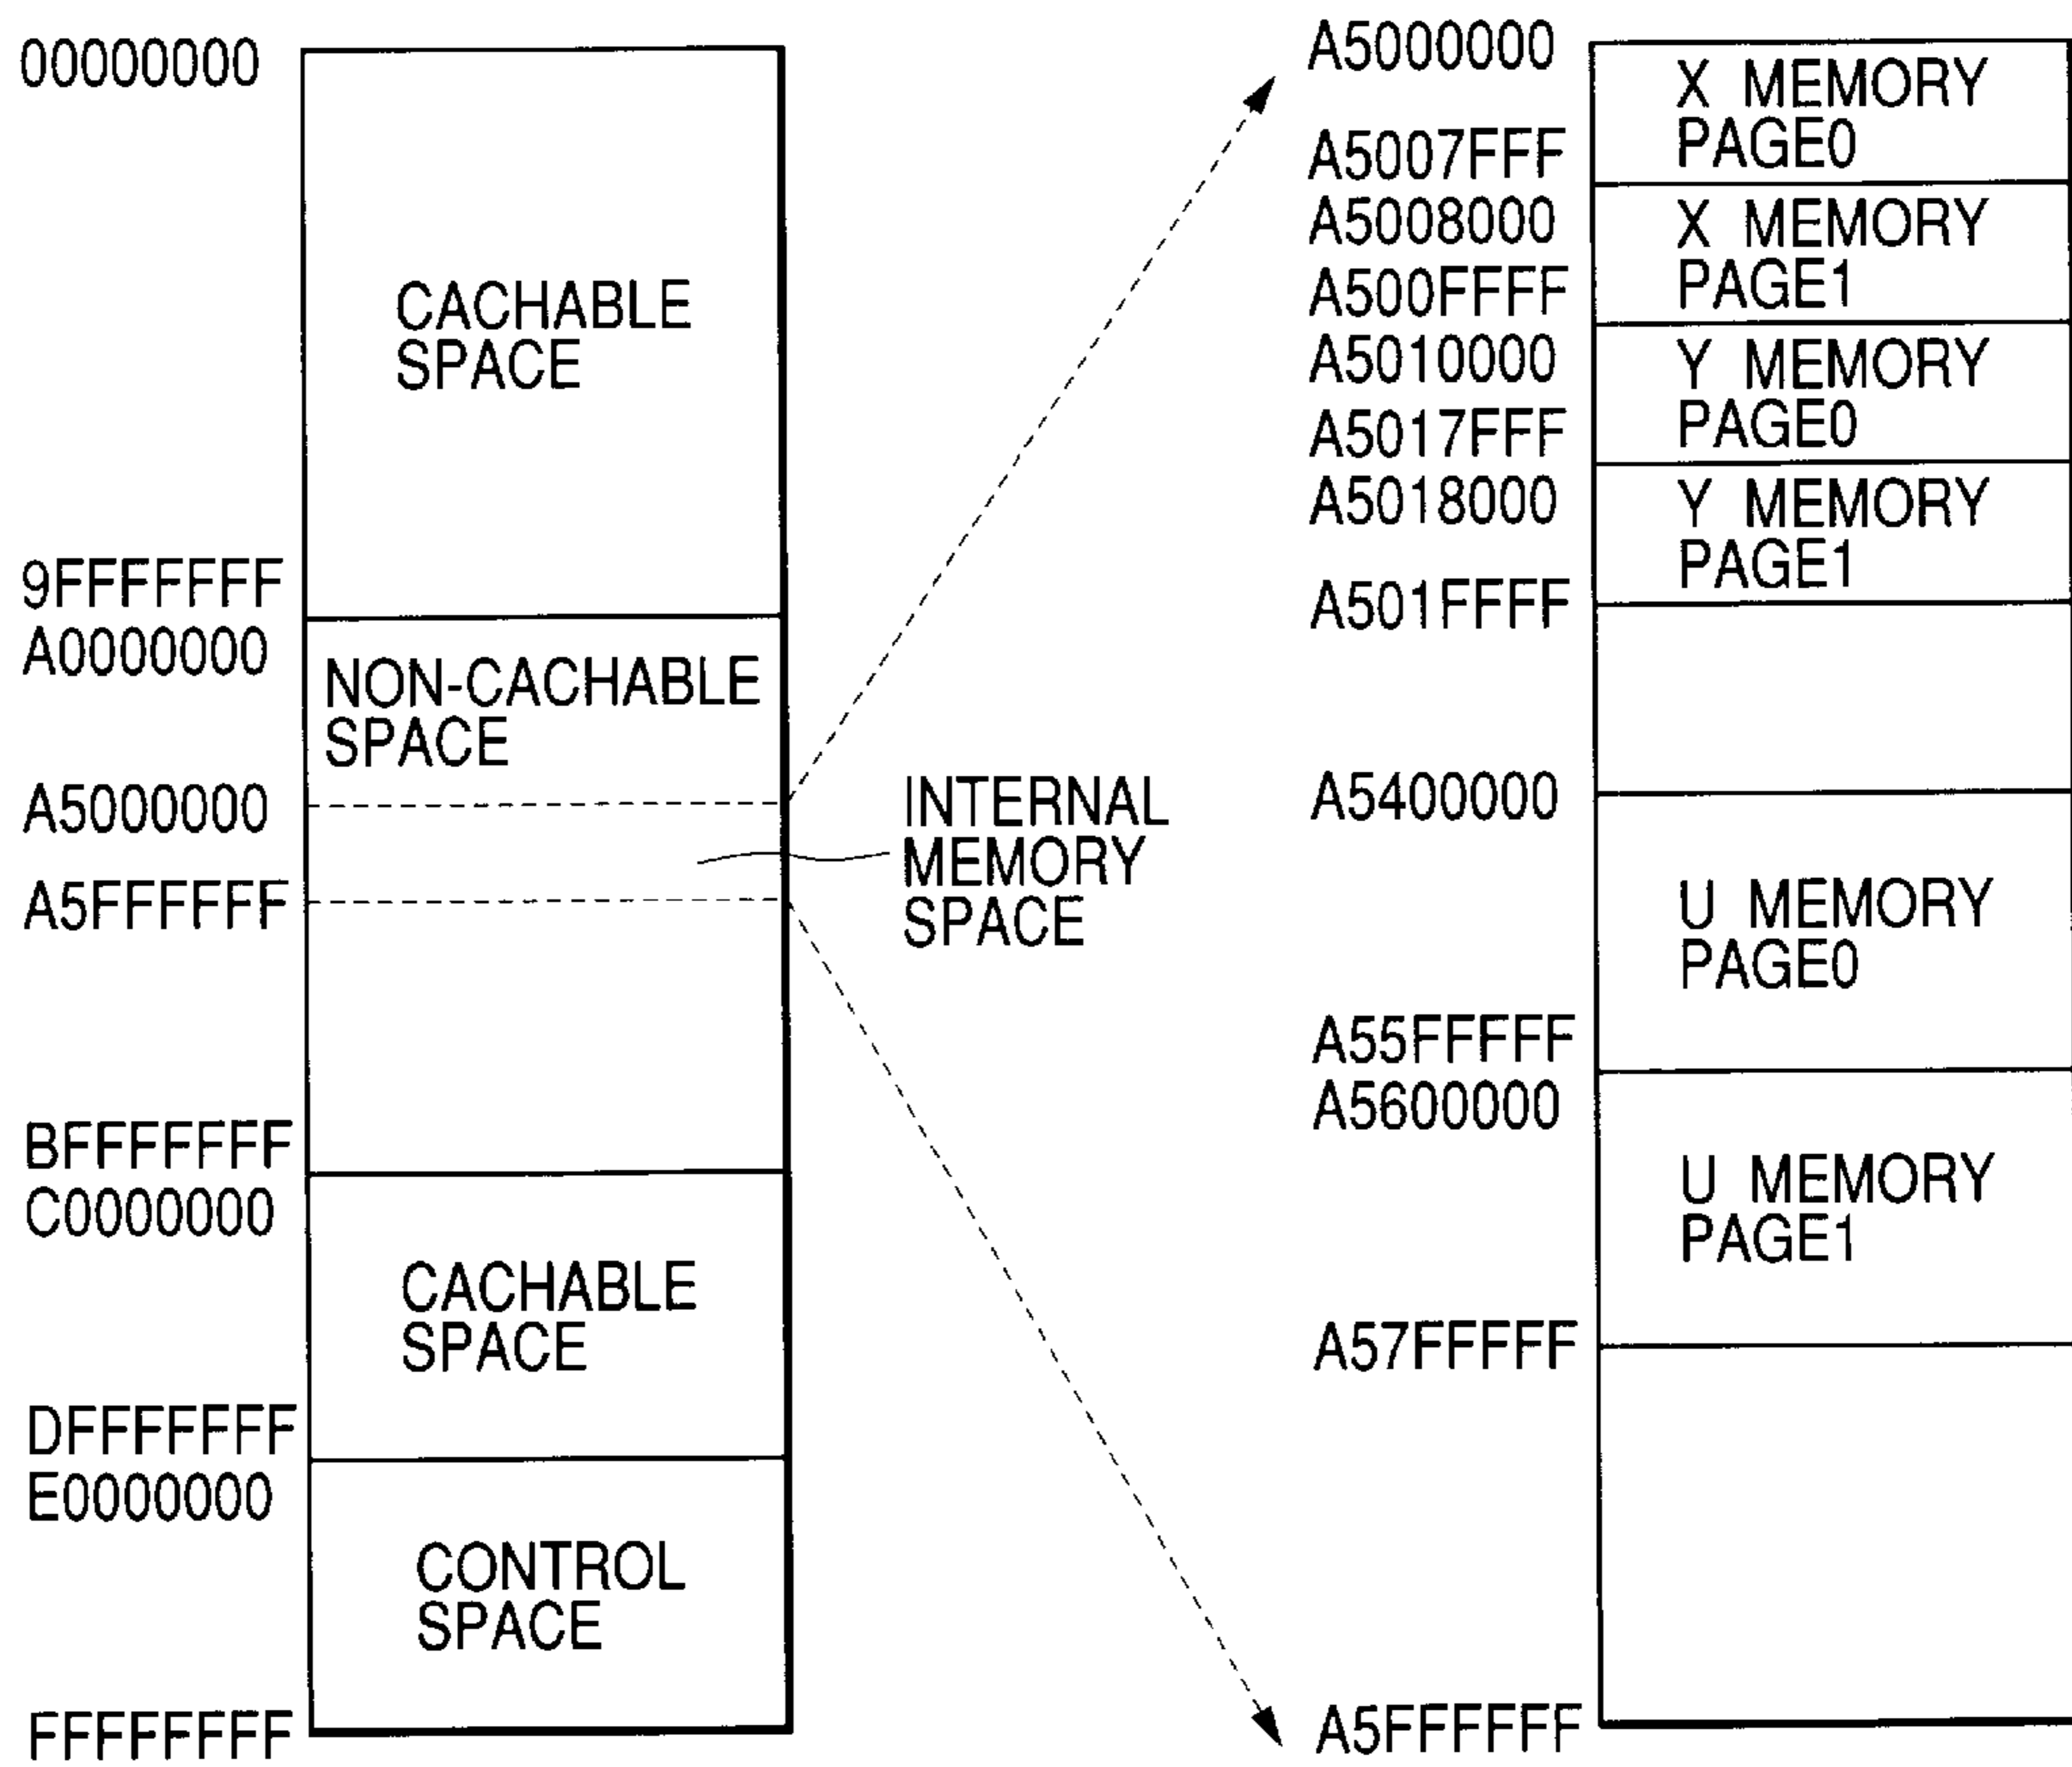 00000000
CACHABLE
SPACE
9FFFFFFF
A0000000
NON-CACHABLE
SPACE
A5000000
A5FFFFFF
INTERNAL
MEMORY
SPACE
BFFFFFFF
C0000000
CACHABLE
SPACE
DFFFFFFF
E0000000
CONTROL
SPACE
FFFFFFFF
A5000000
X MEMORY
PAGE0
A5007FFF
A5008000
X MEMORY
PAGE1
A500FFFF
A5010000
Y MEMORY
PAGE0
A5017FFF
A5018000
Y MEMORY
PAGE1
A501FFFF
A5400000
U MEMORY
PAGE0
A55FFFFF
A5600000
U MEMORY
PAGE1
A57FFFFF
A5FFFFFF